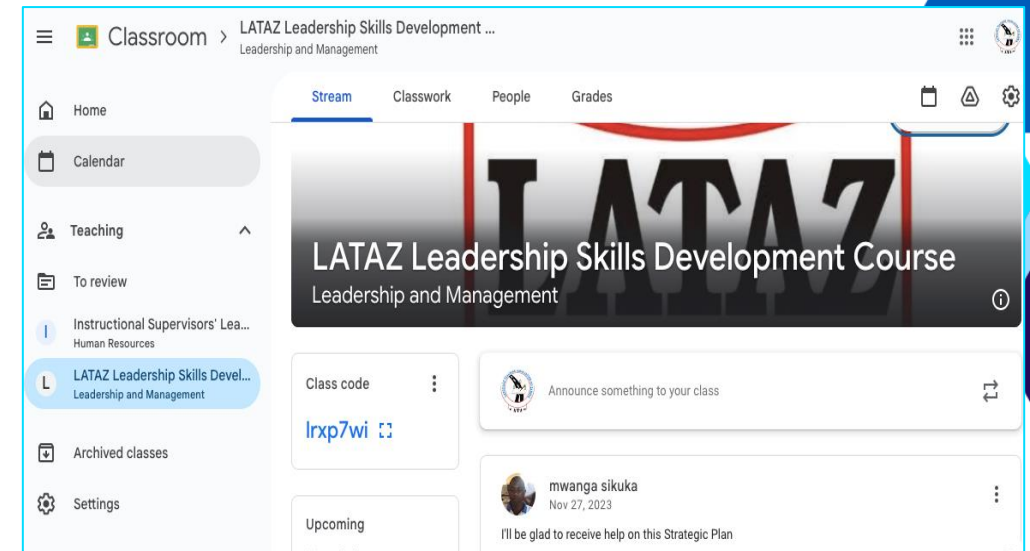 Classroom > LATAZ Leadership Skills Development ...
Leadership and Management
Home
Calendar
Teaching
To review
I Instructional Supervisors' Lea...
Human Resources
L LATAZ Leadership Skills Devel...
Leadership and Management
Archived classes
Settings
Stream Classwork People Grades
LATAZ
LATAZ Leadership Skills Development Course
Leadership and Management
Class code
lrxp7wi
Upcoming
Announce something to your class
mwanga sikuka
Nov 27, 2023
I'll be glad to receive help on this Strategic Plan